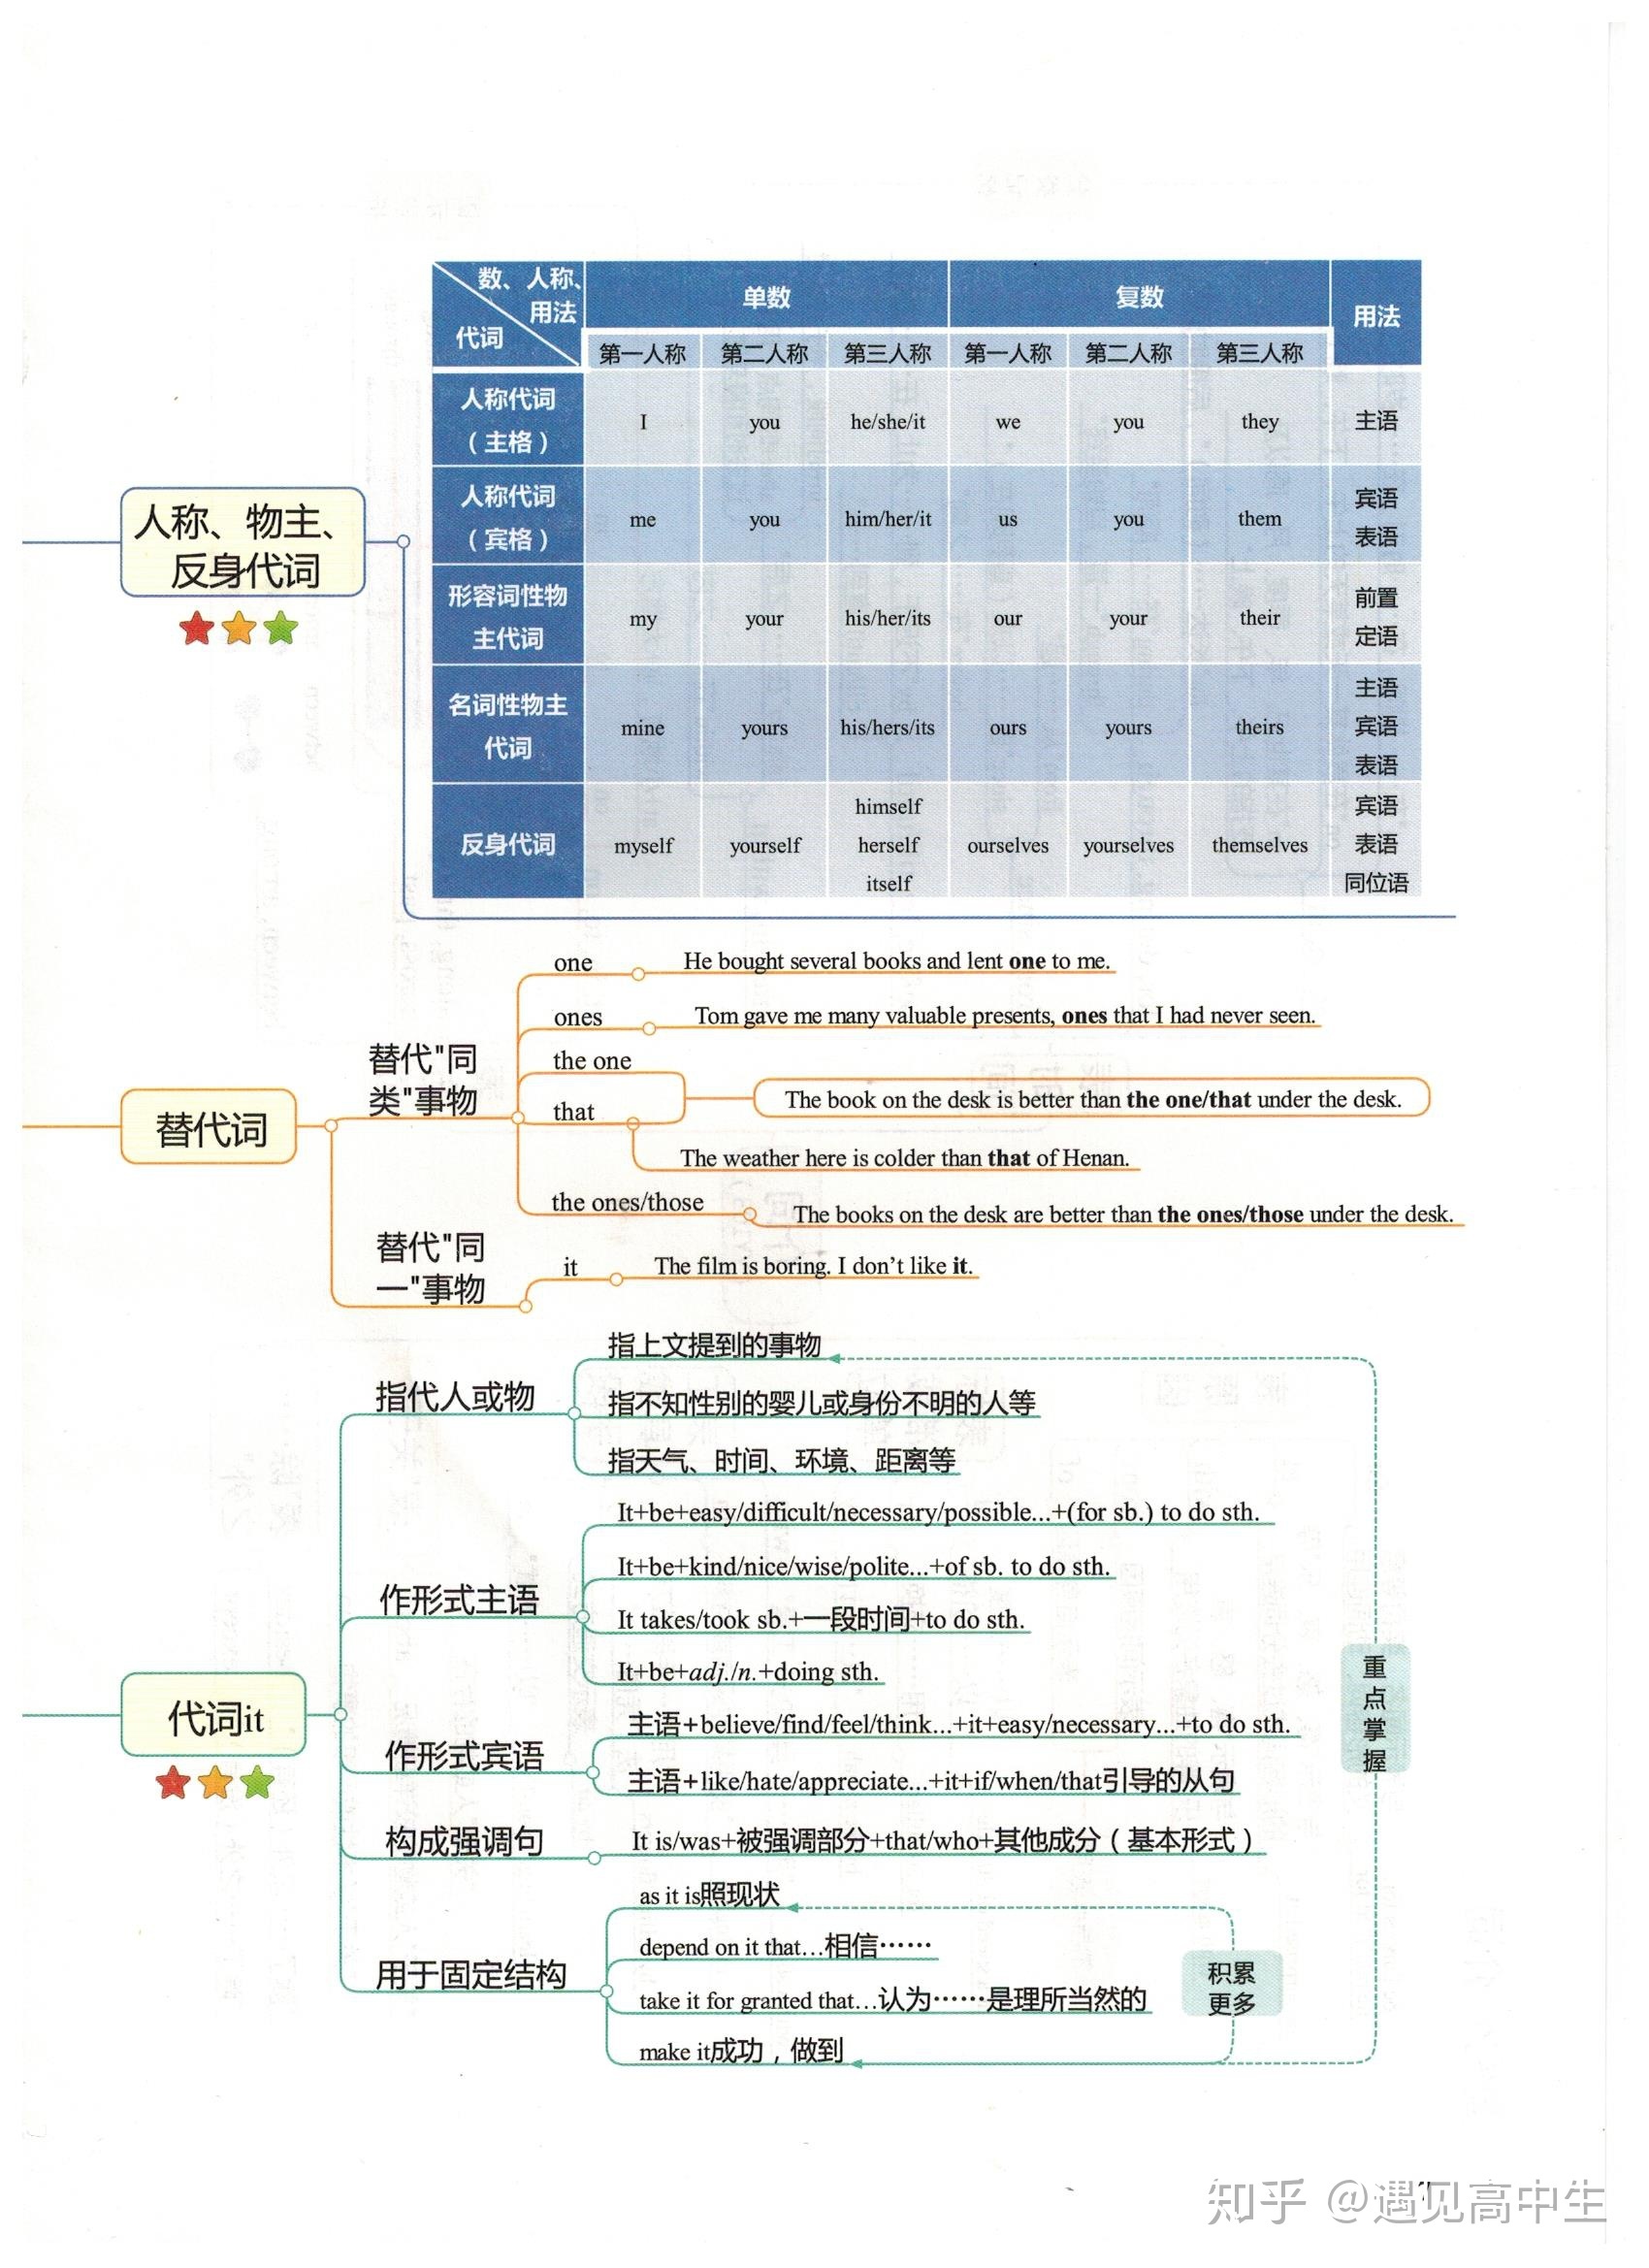 数、人称、
用法
代词
单数
复数
用法
第一人称 第二人称 第三人称 第一人称 第二人称 第三人称
人称代词
（主格）
I you he/she/it we you they 主语
人称代词
（宾格）
me you him/her/it us you them 宾语
表语
人称、物主、
反身代词
形容词性物
主代词
my your his/her/its our your their 前置
定语
名词性物主
代词
mine yours his/hers/its ours yours theirs 主语
宾语
表语
反身代词
myself yourself himself
herself
itself
ourselves yourselves themselves 宾语
表语
同位语
替代词
替代"同
类"事物
one He bought several books and lent one to me.
ones Tom gave me many valuable presents, ones that I had never seen.
the one
that
The book on the desk is better than the one/that under the desk.
The weather here is colder than that of Henan.
the ones/those The books on the desk are better than the ones/those under the desk.
替代"同
一"事物
it The film is boring. I don't like it.
代词it
指代人或物
指上文提到的事物
指不知性别的婴儿或身份不明的人等
指天气、时间、环境、距离等
作形式主语
It+be+easy/difficult/necessary/possible...+(for sb.) to do sth.
It+be+kind/nice/wise/polite...+of sb. to do sth.
It takes/took sb.+一段时间+to do sth.
It+be+adj./n.+doing sth.
作形式宾语
主语+believe/find/feel/think...+it+easy/necessary...+to do sth.
主语+like/hate/appreciate...+it+if/when/that引导的从句
构成强调句
It is/was+被强调部分+that/who+其他成分（基本形式）
用于固定结构
as it is照现状
depend on it that...相信……
take it for granted that...认为……是理所当然的
make it成功，做到
重
点
掌
握
积累
更多
知乎 @遇见高中生